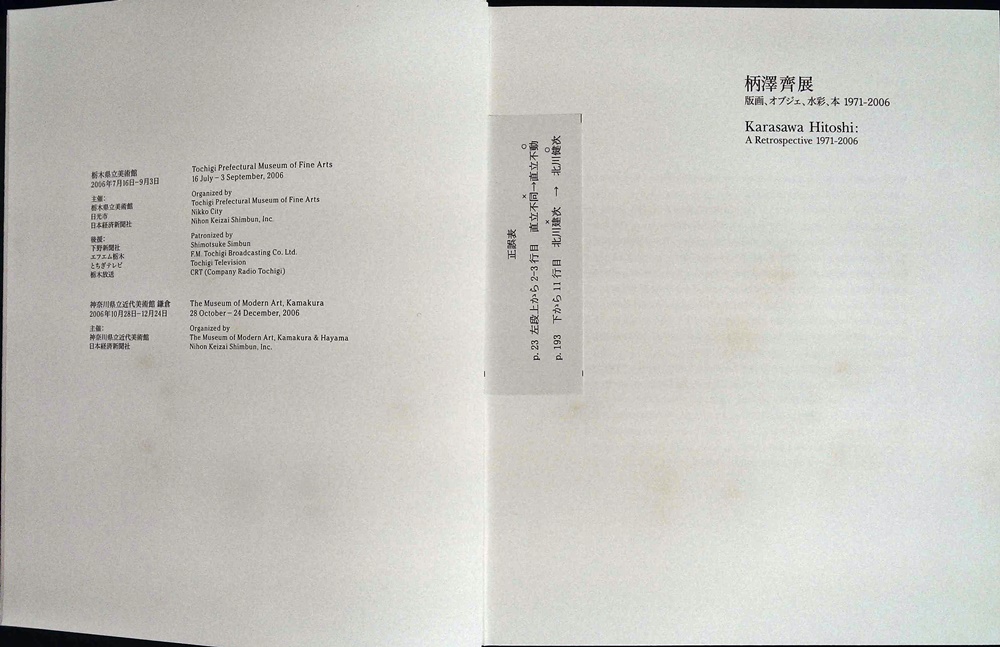 栃木県立美術館
2006年7月16日−9月3日
主催:
栃木県立美術館
日光市
日本経済新聞社
後援:
下野新聞社
エフエム栃木
とちぎテレビ
栃木放送
Tochigi Prefectural Museum of Fine Arts
16 July – 3 September, 2006
Organized by
Tochigi Prefectural Museum of Fine Arts
Nikko City
Nihon Keizai Shimbun, Inc.
Patronized by
Shimotsuke Simbun
F.M. Tochigi Broadcasting Co. Ltd.
Tochigi Television
CRT (Company Radio Tochigi)
神奈川県立近代美術館 鎌倉
2006年10月28日−12月24日
主催:
神奈川県立近代美術館
日本経済新聞社
The Museum of Modern Art, Kamakura
28 October – 24 December, 2006
Organized by
The Museum of Modern Art, Kamakura & Hayama
Nihon Keizai Shimbun, Inc.
正誤表
p. 23 左段上から 2-3 行目 直立不同→直立不動
p. 193 下から 11 行目 北川建次 → 北川健次
柄澤齊展
版画、オブジェ、水彩、本 1971-2006
Karasawa Hitoshi:
A Retrospective 1971-2006